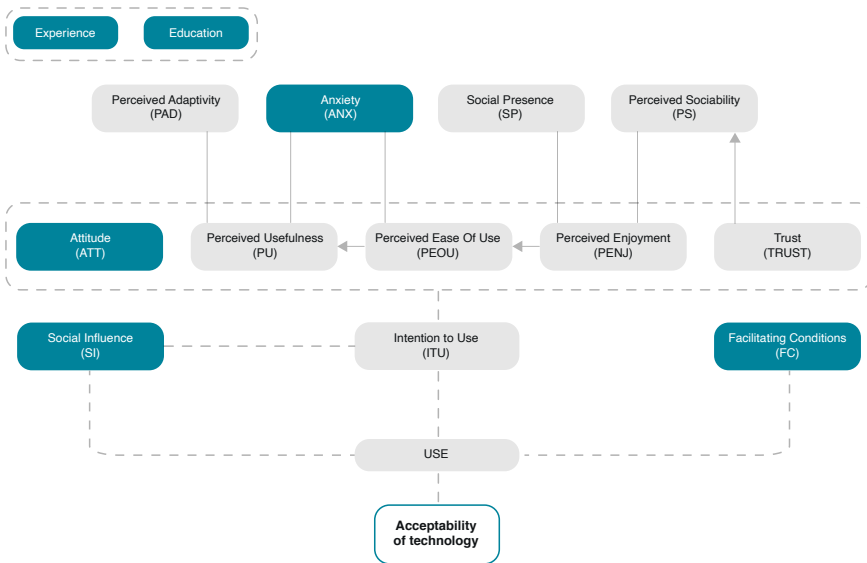 Experience
Education
Perceived Adaptivity
(PAD)
Anxiety
(ANX)
Social Presence
(SP)
Perceived Sociability
(PS)
Attitude
(ATT)
Perceived Usefulness
(PU)
Perceived Ease Of Use
(PEOU)
Perceived Enjoyment
(PENJ)
Trust
(TRUST)
Social Influence
(SI)
Intention to Use
(ITU)
Facilitating Conditions
(FC)
USE
Acceptability
of technology